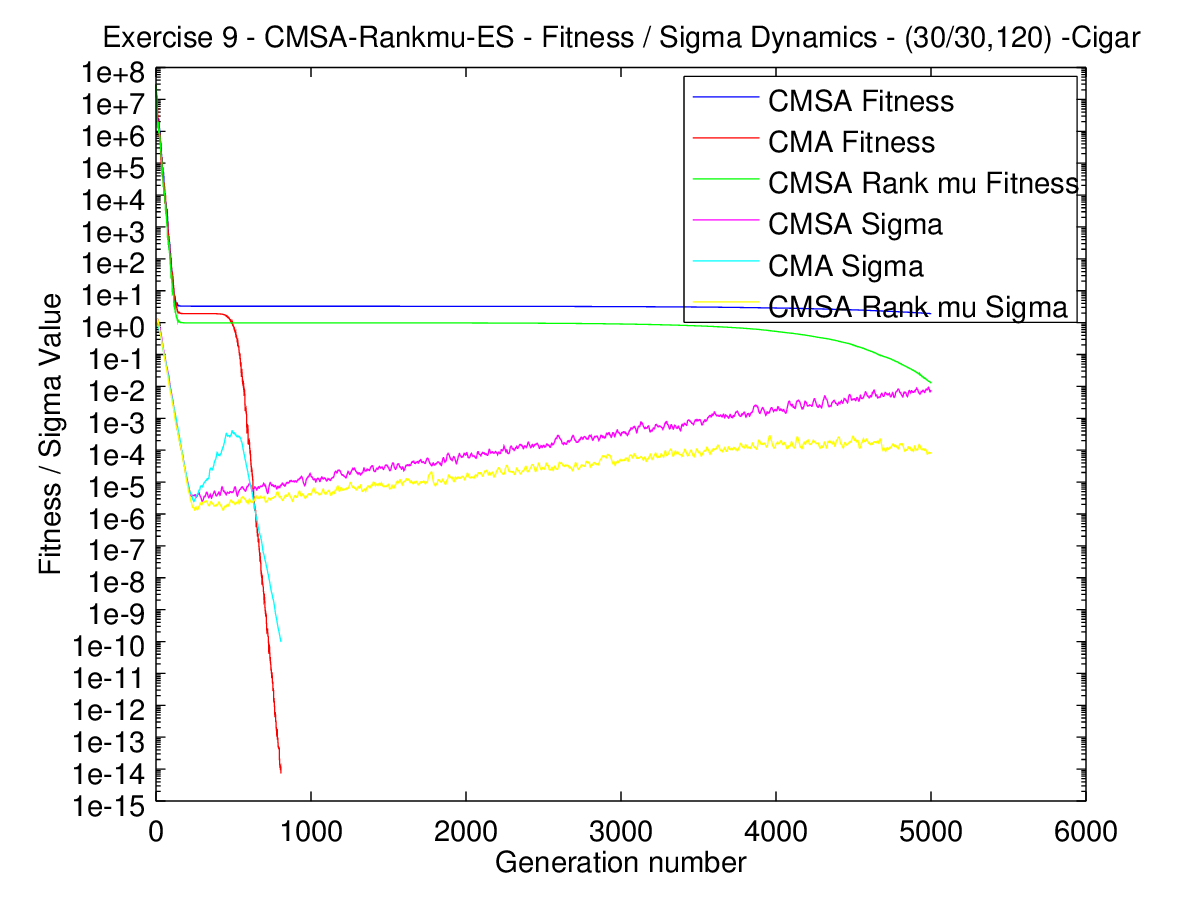 Exercise 9 - CMSA-Rankmu-ES - Fitness / Sigma Dynamics - (30/30,120) -Cigar
1e+8
1e+7
1e+6
1e+5
1e+4
1e+3
1e+2
1e+1
1e+0
1e-1
1e-2
1e-3
1e-4
1e-5
1e-6
1e-7
1e-8
1e-9
1e-10
1e-11
1e-12
1e-13
1e-14
1e-15
Fitness / Sigma Value
CMSA Fitness
CMA Fitness
CMSA Rank mu Fitness
CMSA Sigma
CMA Sigma
CMSA Rank mu Sigma
0 1000 2000 3000 4000 5000 6000
Generation number